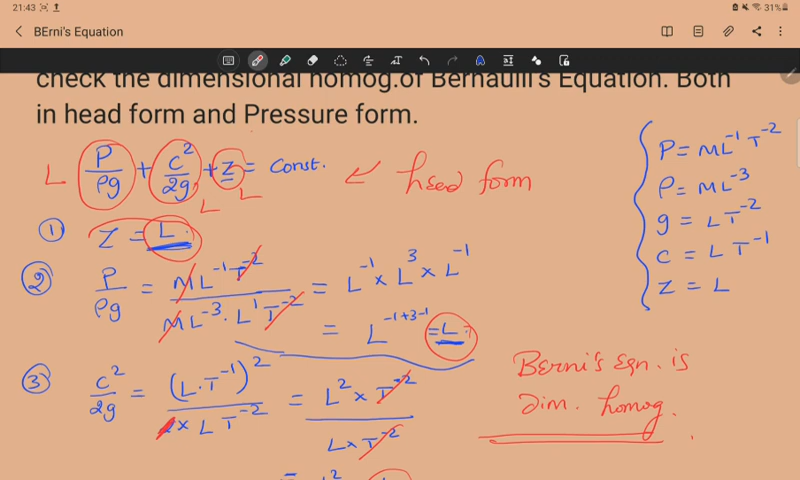 21:43 31%
BErni's Equation
check the dimensional homog.of Bernaulli's Equation. Both
in head form and Pressure form.
L P/ρg + c²/2g + z = const. ← head form
L L
① Z = L.
② P/ρg = ML⁻¹T⁻² / ML⁻³·L¹T⁻² = L⁻¹ × L³ × L⁻¹
= L⁻¹⁺³⁻¹ = L.
③ c²/2g = (L·T⁻¹)² / 2 × LT⁻² = L² × T⁻² / L × T⁻²
= L²
P = ML⁻¹T⁻²
ρ = ML⁻³
g = LT⁻²
c = LT⁻¹
Z = L
Berni's eqn. is
dim. homog.